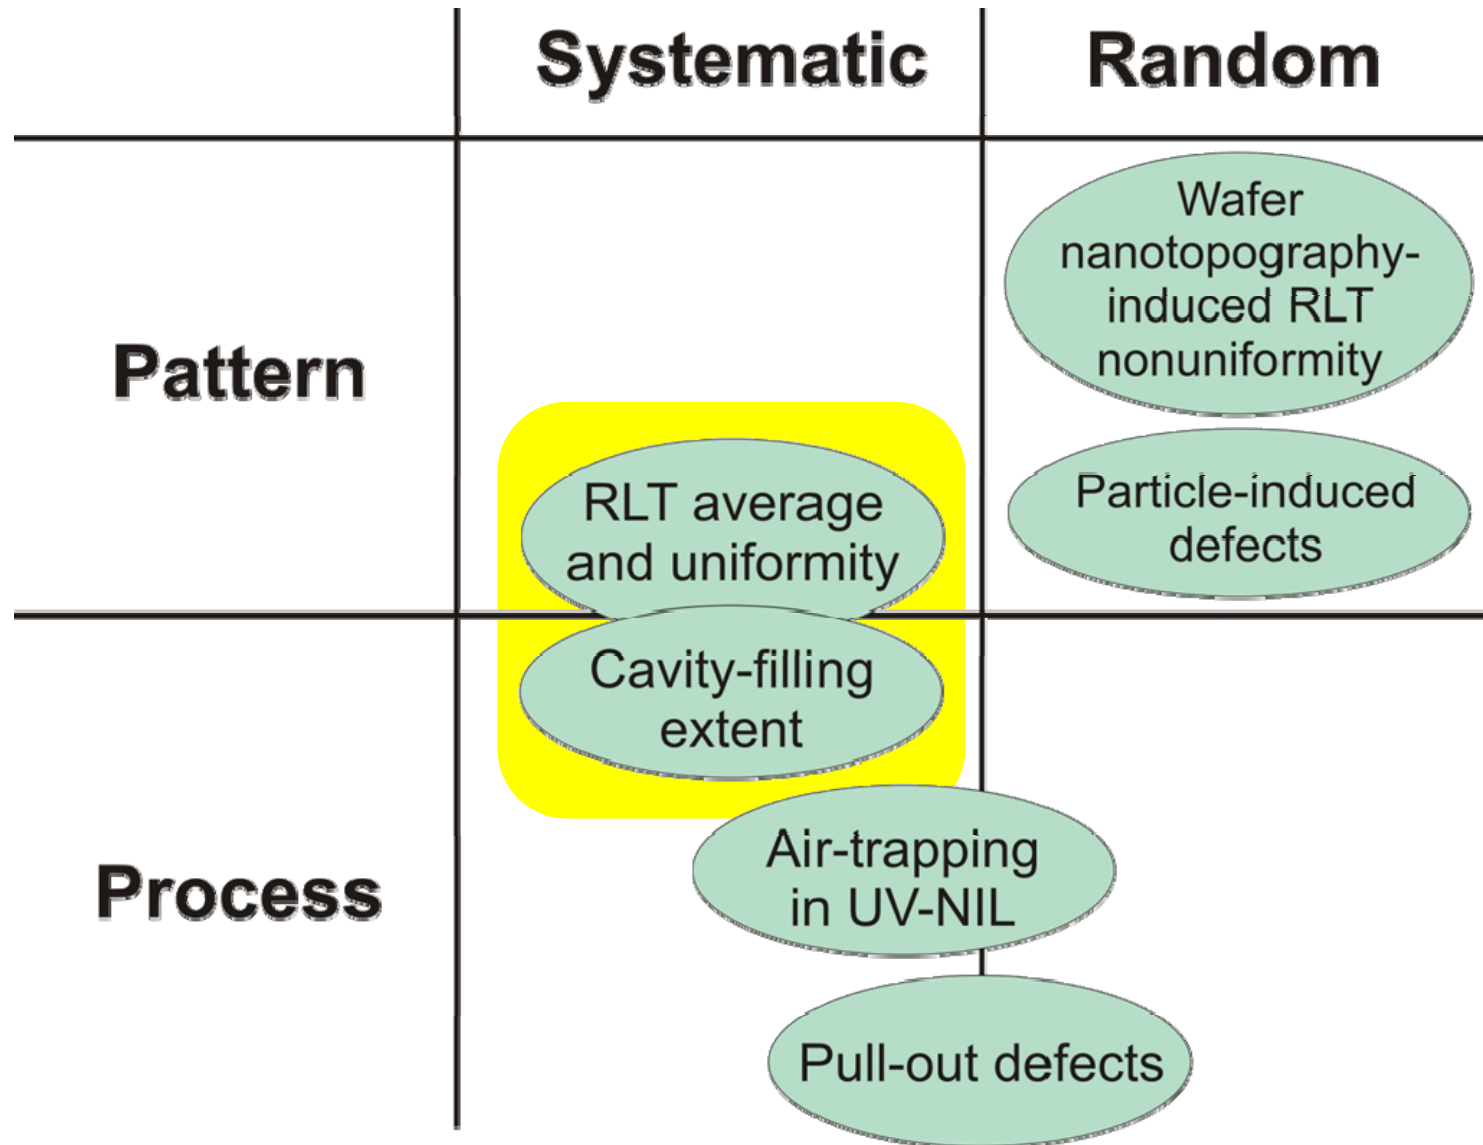 Systematic
Random
Pattern
Wafer
nanotopography-
induced RLT
nonuniformity
Particle-induced
defects
RLT average
and uniformity
Process
Cavity-filling
extent
Air-trapping
in UV-NIL
Pull-out defects